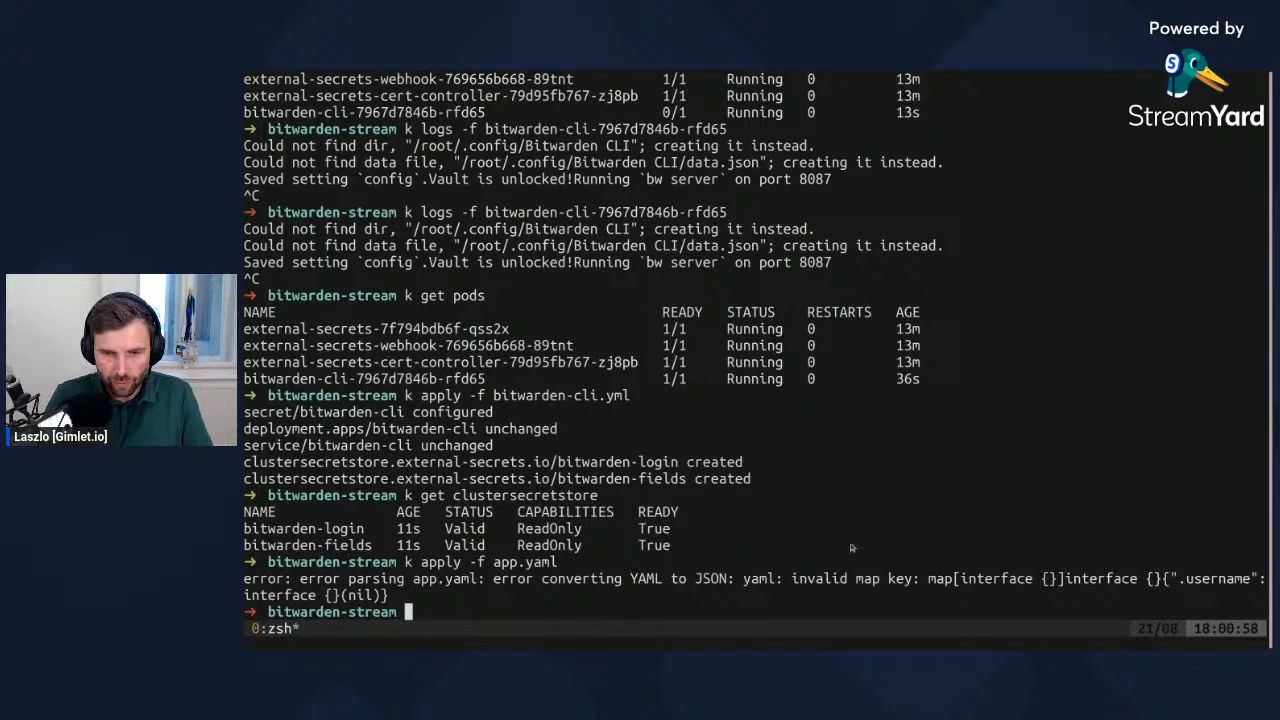 Powered by
S
StreamYard
external-secrets-webhook-769656b668-89tnt 1/1 Running 0 13m
external-secrets-cert-controller-79d95fb767-zj8pb 1/1 Running 0 13m
bitwarden-cli-7967d7846b-rfd65 0/1 Running 0 13s
→ bitwarden-stream k logs -f bitwarden-cli-7967d7846b-rfd65
Could not find dir, "/root/.config/Bitwarden CLI"; creating it instead.
Could not find data file, "/root/.config/Bitwarden CLI/data.json"; creating it instead.
Saved setting `config`.Vault is unlocked!Running `bw server` on port 8087
^C
→ bitwarden-stream k logs -f bitwarden-cli-7967d7846b-rfd65
Could not find dir, "/root/.config/Bitwarden CLI"; creating it instead.
Could not find data file, "/root/.config/Bitwarden CLI/data.json"; creating it instead.
Saved setting `config`.Vault is unlocked!Running `bw server` on port 8087
^C
→ bitwarden-stream k get pods
NAME READY STATUS RESTARTS AGE
external-secrets-7f794bdb6f-qss2x 1/1 Running 0 13m
external-secrets-webhook-769656b668-89tnt 1/1 Running 0 13m
external-secrets-cert-controller-79d95fb767-zj8pb 1/1 Running 0 13m
bitwarden-cli-7967d7846b-rfd65 1/1 Running 0 36s
→ bitwarden-stream k apply -f bitwarden-cli.yml
secret/bitwarden-cli configured
deployment.apps/bitwarden-cli unchanged
service/bitwarden-cli unchanged
clustersecretstore.external-secrets.io/bitwarden-login created
clustersecretstore.external-secrets.io/bitwarden-fields created
→ bitwarden-stream k get clustersecretstore
NAME AGE STATUS CAPABILITIES READY
bitwarden-login 11s Valid ReadOnly True
bitwarden-fields 11s Valid ReadOnly True
→ bitwarden-stream k apply -f app.yaml
error: error parsing app.yaml: error converting YAML to JSON: yaml: invalid map key: map[interface {}]interface {}{".username":
interface {}(nil)}
→ bitwarden-stream
0:zsh* 21/08 18:00:58
Laszlo [Gimlet.io]